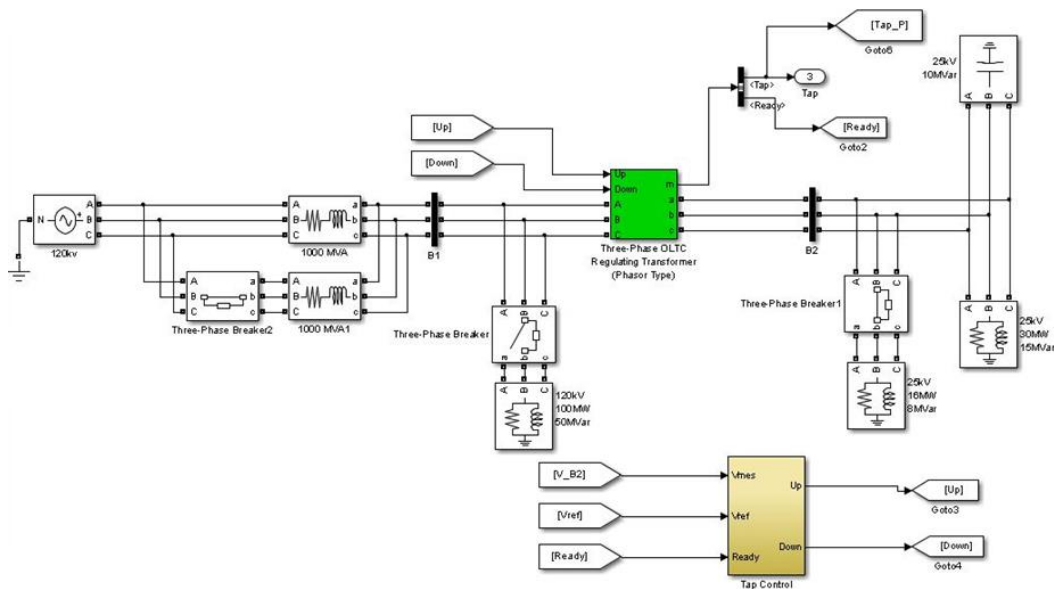 [Tap_P]
Goto6
25kV
10MVar
A B C
<Tap>
3
Tap
<Ready>
[Ready]
Goto2
[Up]
[Down]
Up
Down
A
B
C
m
a
b
c
Three-Phase OLTC
Regulating Transformer
(Phasor Type)
N
A
B
C
120kv
A a
B b
C c
1000 MVA
B1
B2
A a
B b
C c
Three-Phase Breaker2
A a
B b
C c
1000 MVA1
Three-Phase Breaker
A B C
a b c
A B C
120kV
100MW
50MVar
Three-Phase Breaker1
A B C
a b c
A B C
25kV
16MW
8MVar
A B C
25kV
30MW
15MVar
[V_B2]
[Vref]
[Ready]
Vmes
Vref
Ready
Up
Down
Tap Control
[Up]
Goto3
[Down]
Goto4